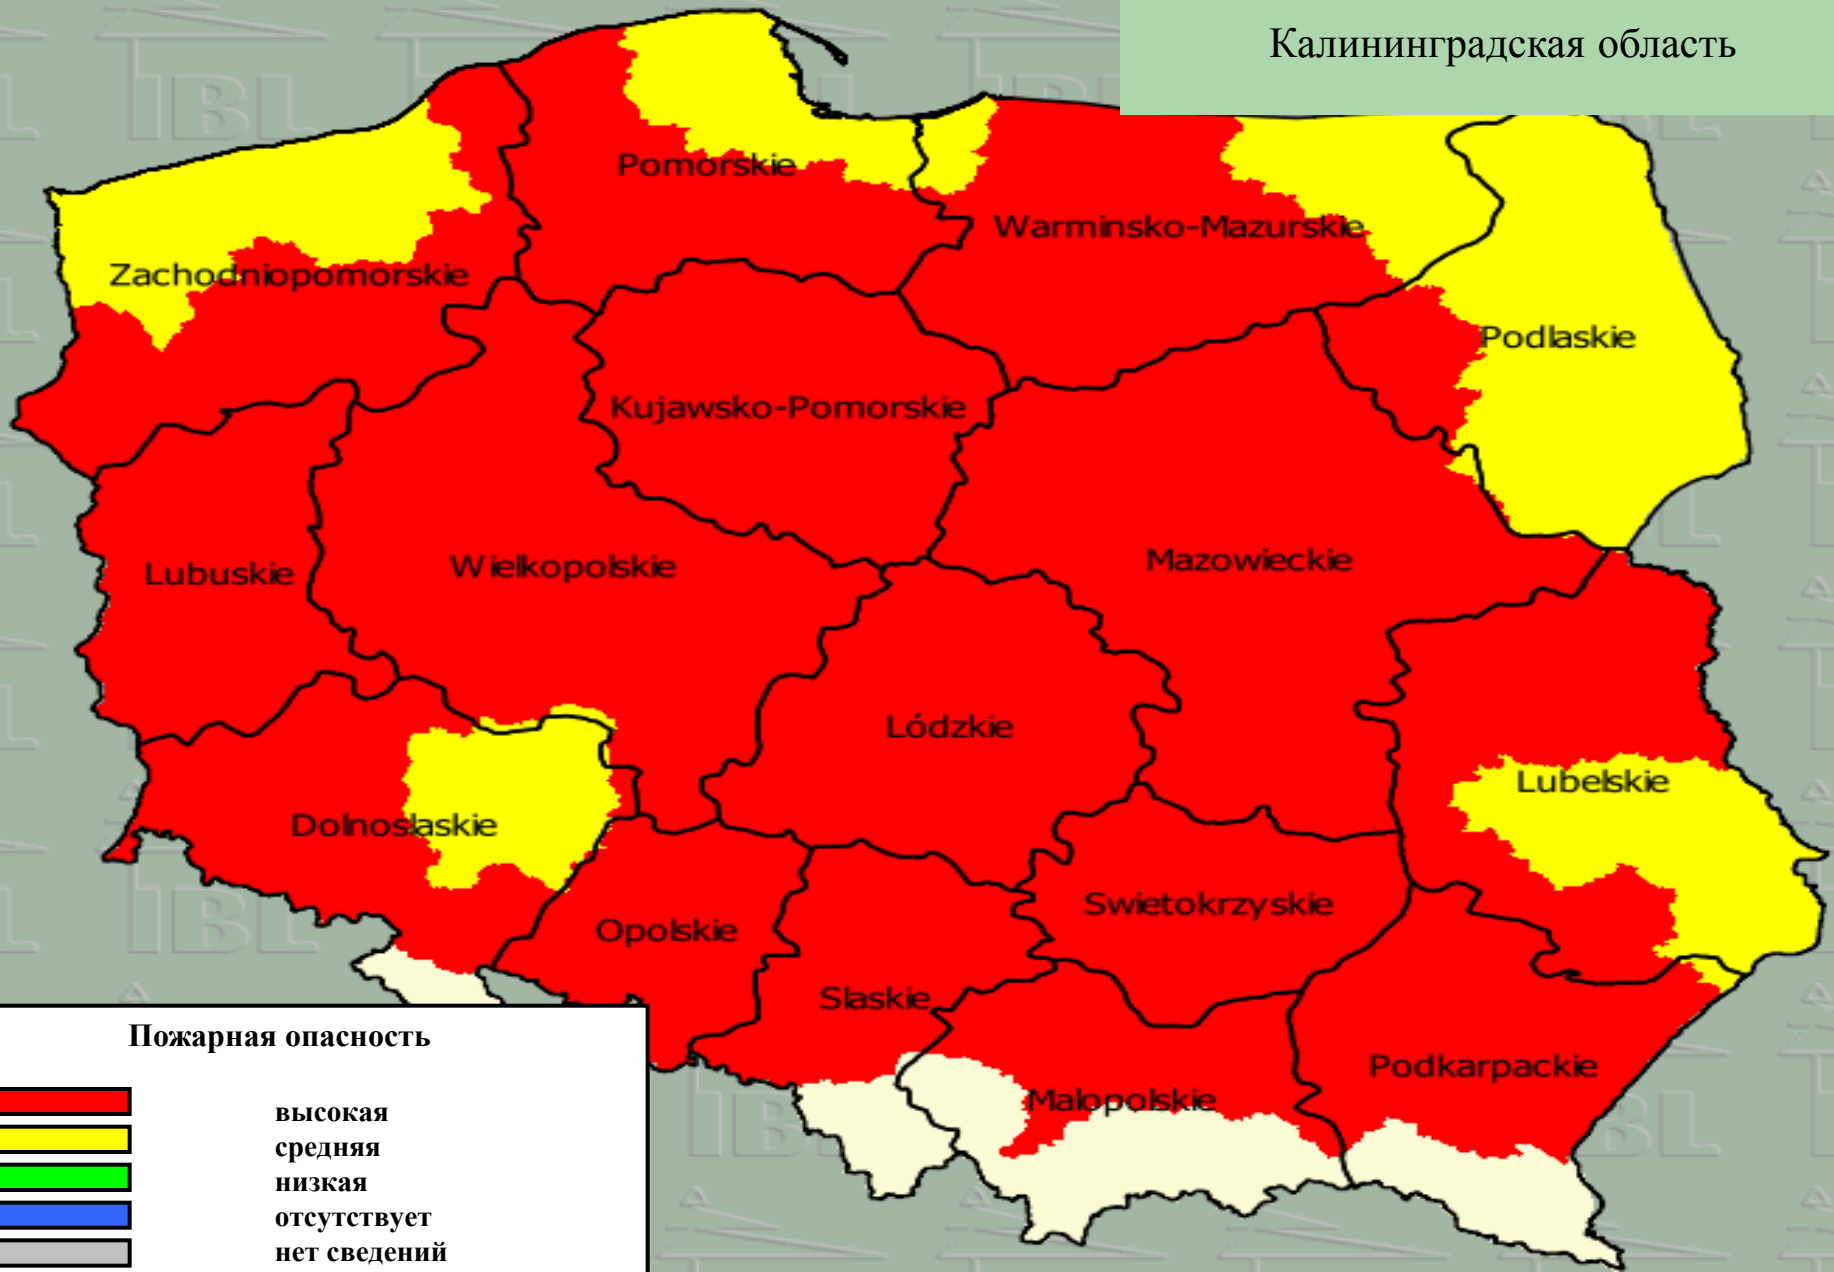 Калининградская область
Pomorskie
Warminsko-Mazurskie
Zachodniopomorskie
Podlaskie
Kujawsko-Pomorskie
Lubuskie
Wielkopolskie
Mazowieckie
Lódzkie
Lubelskie
Dolnoslaskie
Swietokrzyskie
Opolskie
Slaskie
Podkarpackie
Malopolskie
Пожарная опасность
высокая
средняя
низкая
отсутствует
нет сведений
IBL